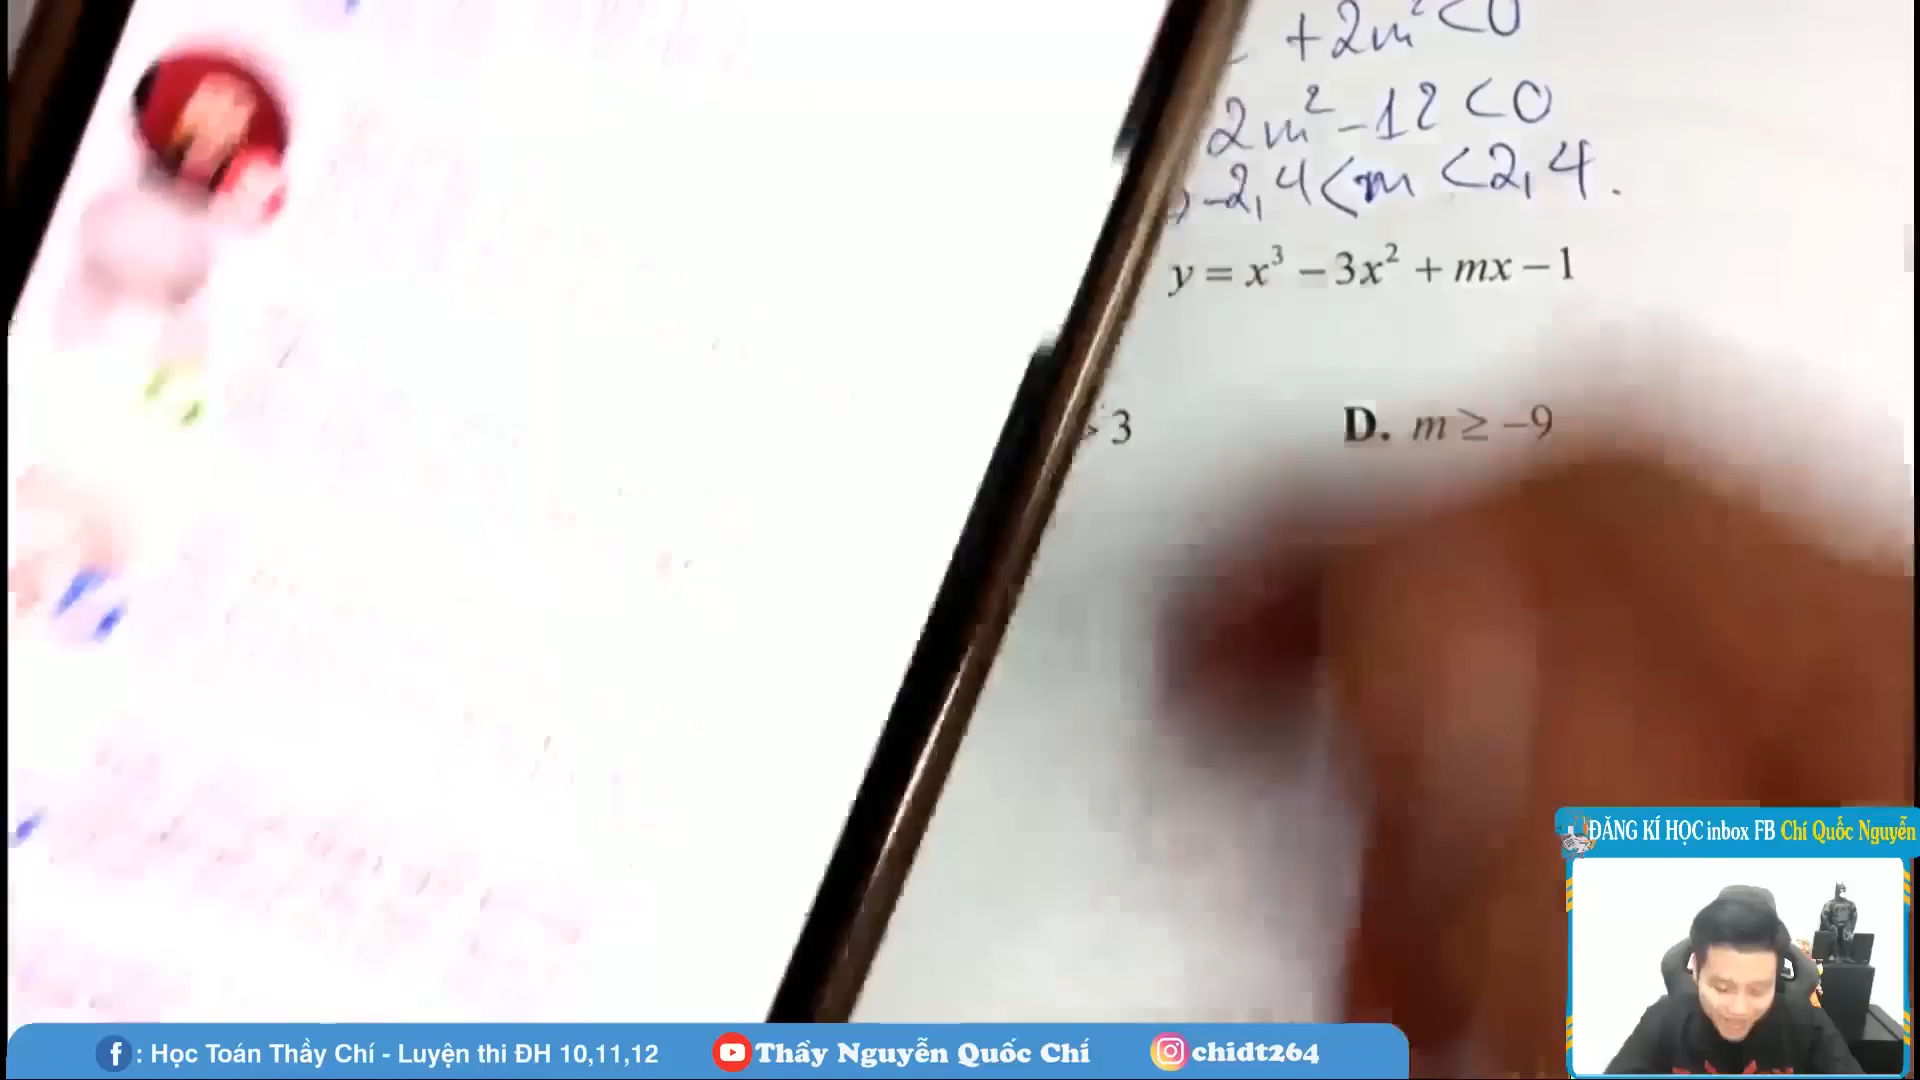 +2m² <0
2m² -12 <0
-2,4 < m < 2,4.
y = x³ − 3x² + mx − 1
> 3
D. m ≥ −9
ĐĂNG KÍ HỌC inbox FB Chí Quốc Nguyễn
: Học Toán Thầy Chí - Luyện thi ĐH 10,11,12
Thầy Nguyễn Quốc Chí
chidt264